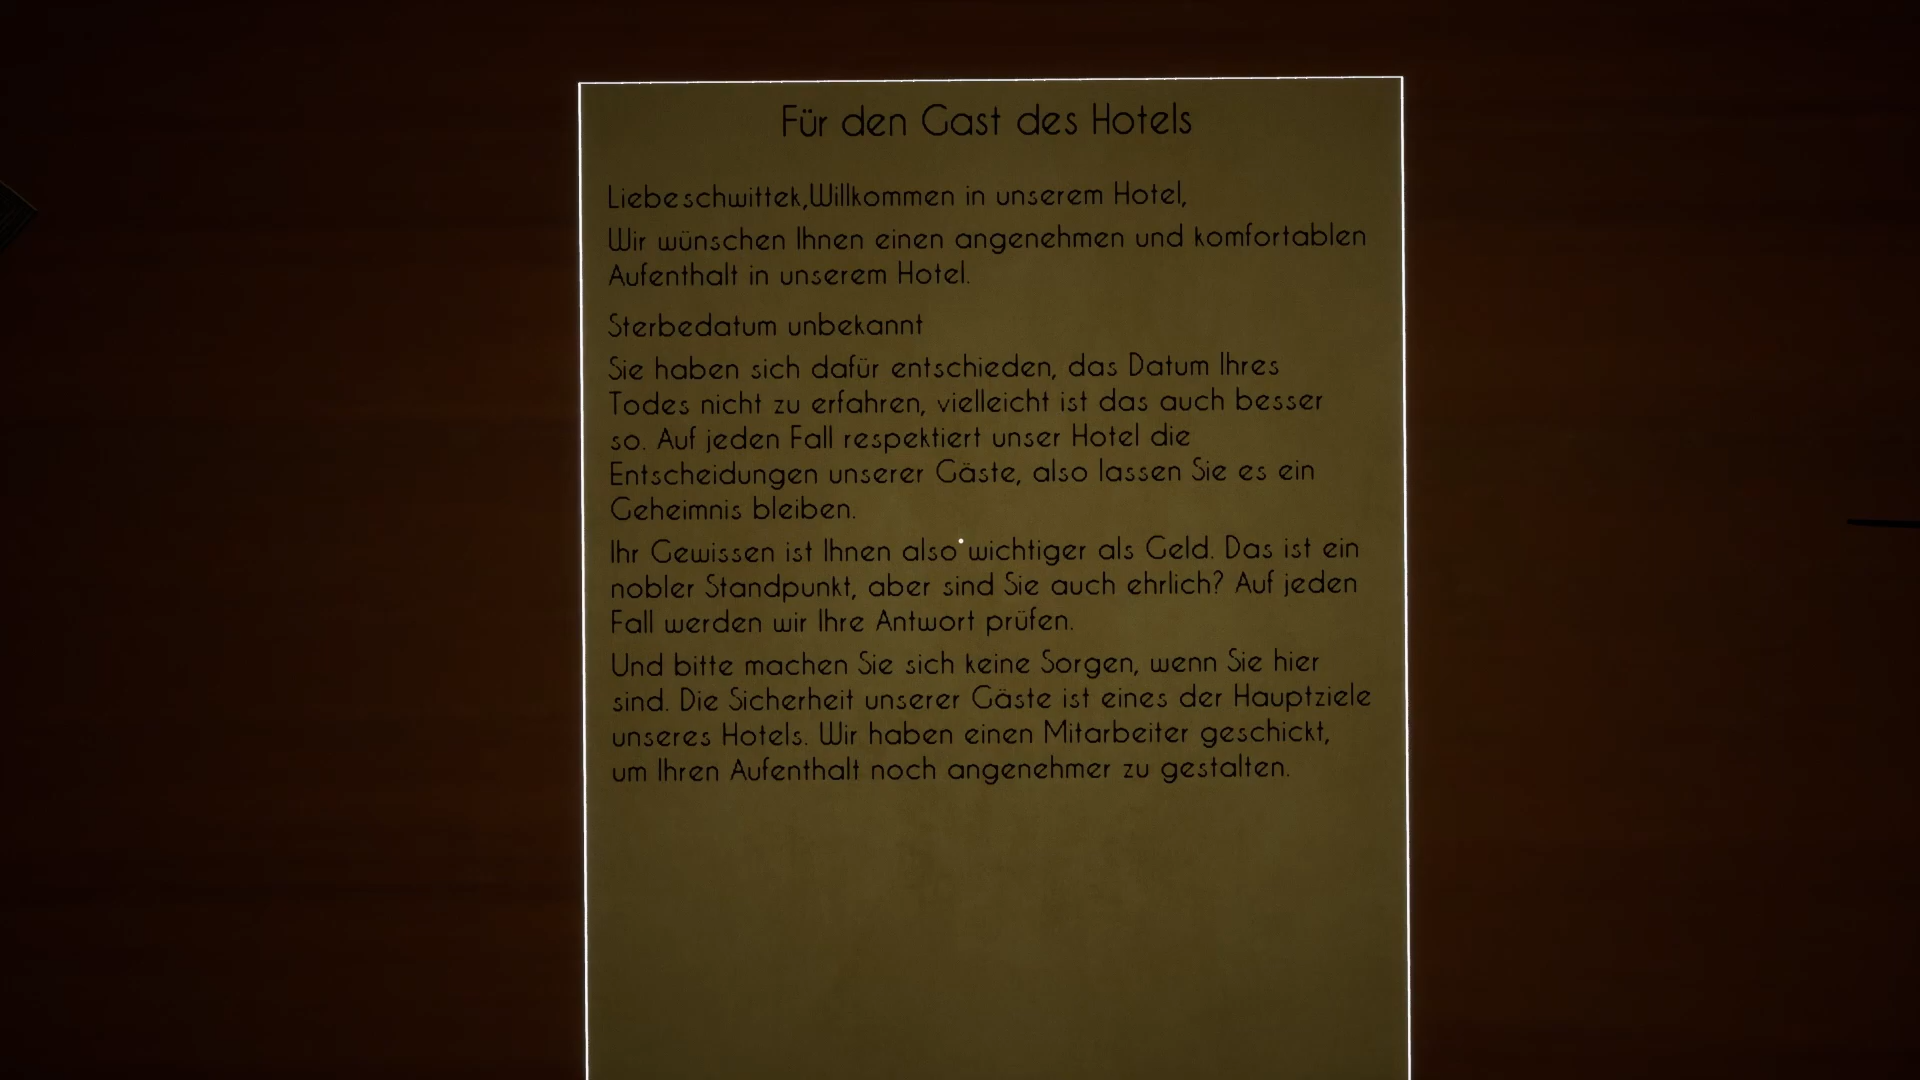 Für den Gast des Hotels
Liebeschwittek,Willkommen in unserem Hotel,
Wir wünschen Ihnen einen angenehmen und komfortablen
Aufenthalt in unserem Hotel.
Sterbedatum unbekannt
Sie haben sich dafür entschieden, das Datum Ihres
Todes nicht zu erfahren, vielleicht ist das auch besser
so. Auf jeden Fall respektiert unser Hotel die
Entscheidungen unserer Gäste, also lassen Sie es ein
Geheimnis bleiben.
Ihr Gewissen ist Ihnen also wichtiger als Geld. Das ist ein
nobler Standpunkt, aber sind Sie auch ehrlich? Auf jeden
Fall werden wir Ihre Antwort prüfen.
Und bitte machen Sie sich keine Sorgen, wenn Sie hier
sind. Die Sicherheit unserer Gäste ist eines der Hauptziele
unseres Hotels. Wir haben einen Mitarbeiter geschickt,
um Ihren Aufenthalt noch angenehmer zu gestalten.